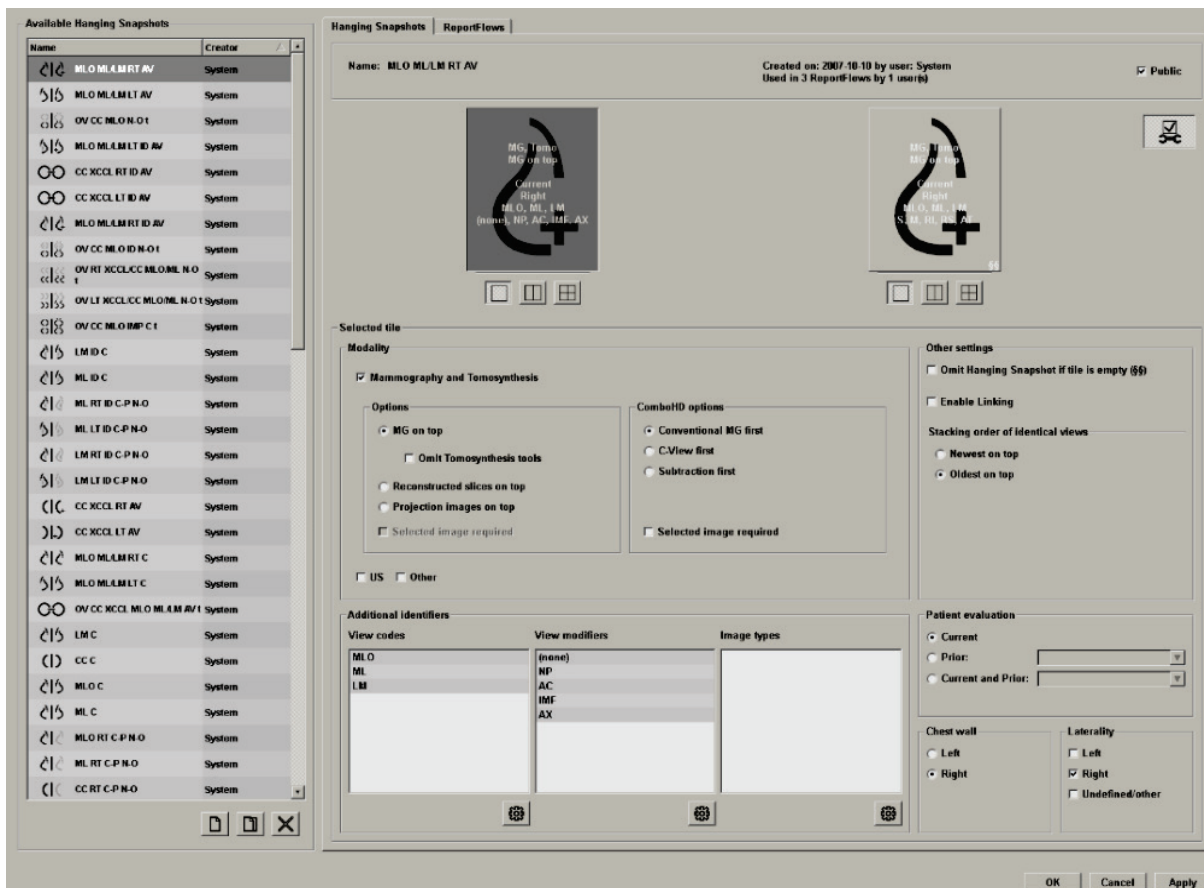 Available Hanging Snapshots
Name Creator
MLO ML/LM RT AV System
MLO ML/LM LT AV System
OV CC MLO N-O t System
MLO ML/LM LT ID AV System
CC XCCL RT ID AV System
CC XCCL LT ID AV System
MLO ML/LM RT ID AV System
OV CC MLO ID N-O t System
OV RT XCCL/CC MLO/ML N-O t System
OV LT XCCL/CC MLO/ML N-O t System
OV CC MLO IMP C t System
LM ID C System
ML ID C System
ML RT ID C-P N-O System
ML LT ID C-P N-O System
LM RT ID C-P N-O System
LM LT ID C-P N-O System
CC XCCL RT AV System
CC XCCL LT AV System
MLO ML/LM RT C System
MLO ML/LM LT C System
OV CC XCCL MLO ML/LM AV t System
LM C System
CC C System
MLO C System
ML C System
MLO RT C-P N-O System
ML RT C-P N-O System
CC RT C-P N-O System
Hanging Snapshots ReportFlows
Name: MLO ML/LM RT AV
Created on: 2007-10-10 by user: System
Used in 3 ReportFlows by 1 user(s)
Public
MG, Tomo
MG on top
Current
Right
MLO, ML, LM
(none), NP, AC, IMF, AX
MG, Tomo
MG on top
Current
Right
MLO, ML, LM
S, M, RL, RS, AT
§§
Selected tile
Modality
Mammography and Tomosynthesis
Options
MG on top
Omit Tomosynthesis tools
Reconstructed slices on top
Projection images on top
Selected image required
ComboHD options
Conventional MG first
C-View first
Subtraction first
Selected image required
US Other
Other settings
Omit Hanging Snapshot if tile is empty (§§)
Enable Linking
Stacking order of identical views
Newest on top
Oldest on top
Additional identifiers
View codes
MLO
ML
LM
View modifiers
(none)
NP
AC
IMF
AX
Image types
Patient evaluation
Current
Prior:
Current and Prior:
Chest wall
Left
Right
Laterality
Left
Right
Undefined/other
OK Cancel Apply